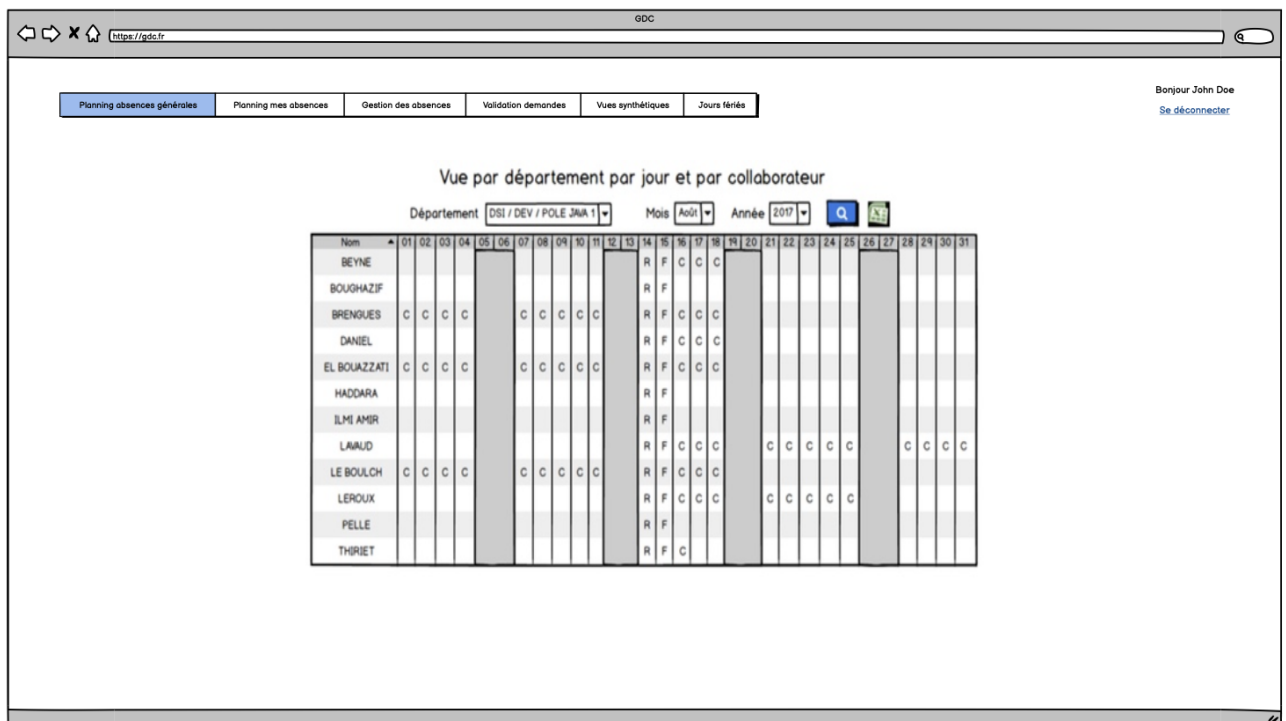 GDC
https://gdc.fr
Bonjour John Doe
Planning absences générales Planning mes absences Gestion des absences Validation demandes Vues synthétiques Jours fériés
Se déconnecter
Vue par département par jour et par collaborateur
Département DSI / DEV / POLE JAVA 1 Mois Août Année 2017
Nom 01 02 03 04 05 06 07 08 09 10 11 12 13 14 15 16 17 18 19 20 21 22 23 24 25 26 27 28 29 30 31
BEYNE R F C C C
BOUGHAZIF R F
BRENGUES C C C C C C C C C R F C C C
DANIEL R F C C C
EL BOUAZZATI C C C C C C C C C R F C C C
HADDARA R F
ILMI AMIR R F
LAVAUD R F C C C C C C C C C C C C
LE BOULCH C C C C C C C C C R F C C C
LEROUX R F C C C C C C C C
PELLE R F
THIRIET R F C